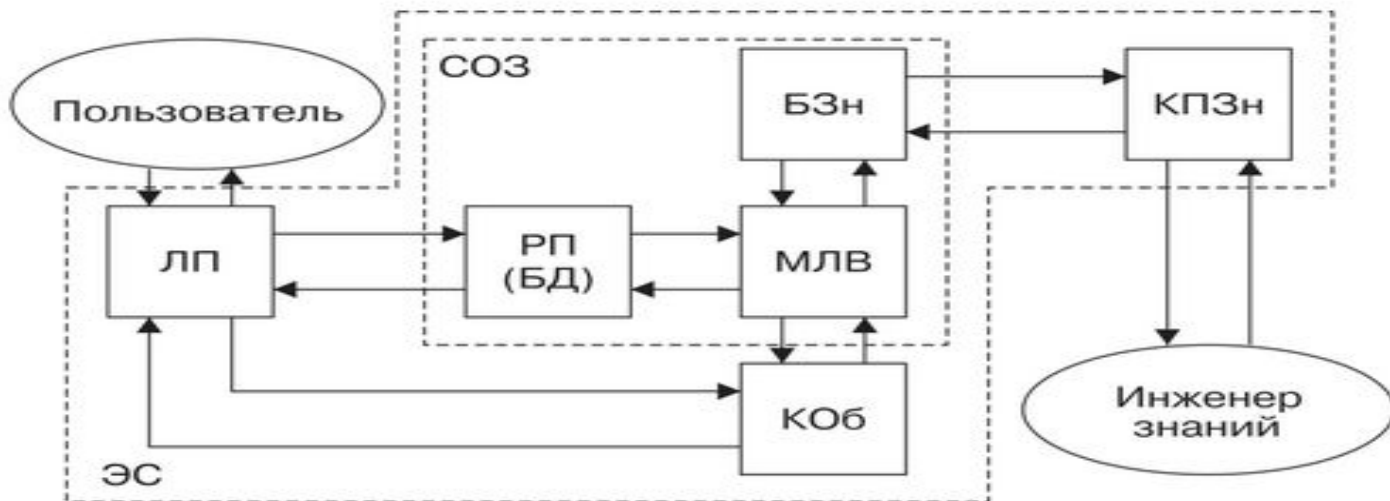 СОЗ
Пользователь
БЗн
КПЗн
ЛП
РП
(БД)
МЛВ
КОб
Инженер
знаний
ЭС